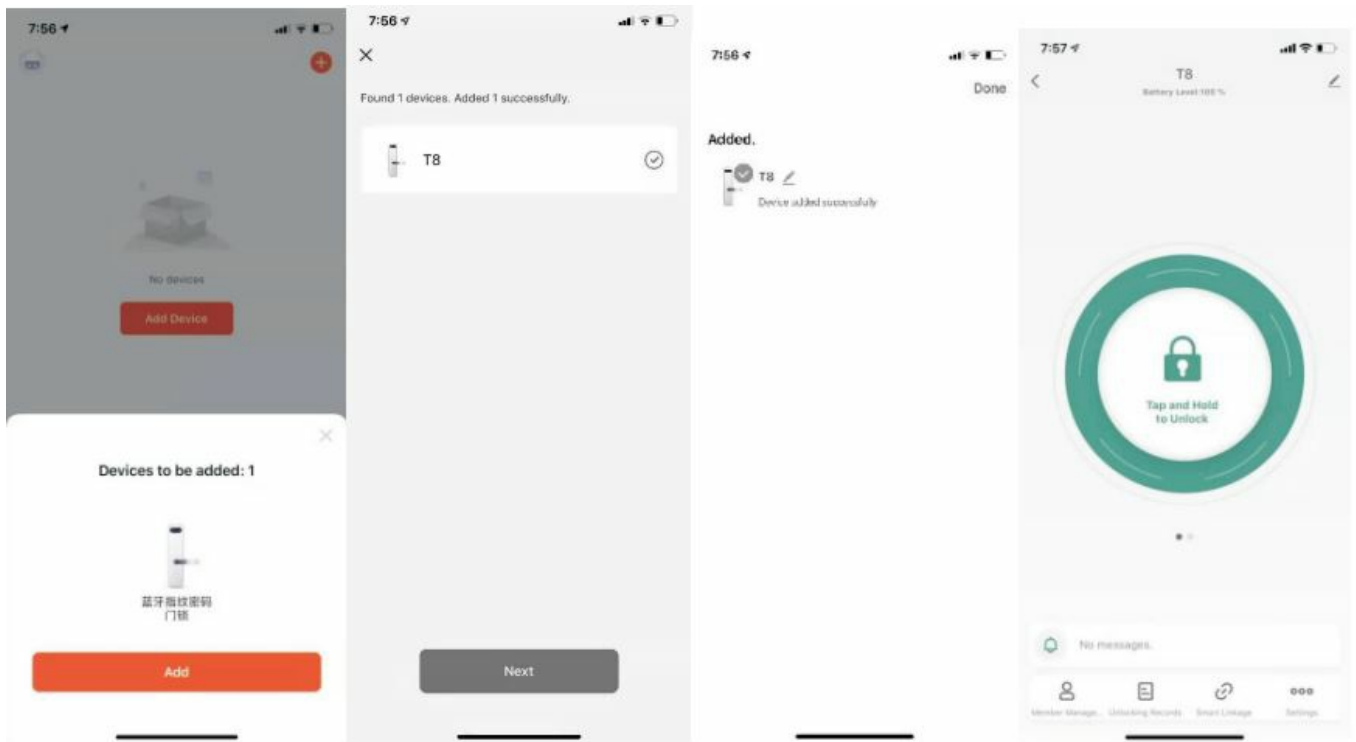 7:56
No devices
Add Device
Devices to be added: 1
蓝牙指纹密码
门锁
Add
7:56
Found 1 devices. Added 1 successfully.
T8
Next
7:56
Done
Added.
T8
Device added successfully
7:57
T8
Battery Level:100 %
Tap and Hold
to Unlock
No messages.
Member Manage...
Unlocking Records
Smart Linkage
Settings